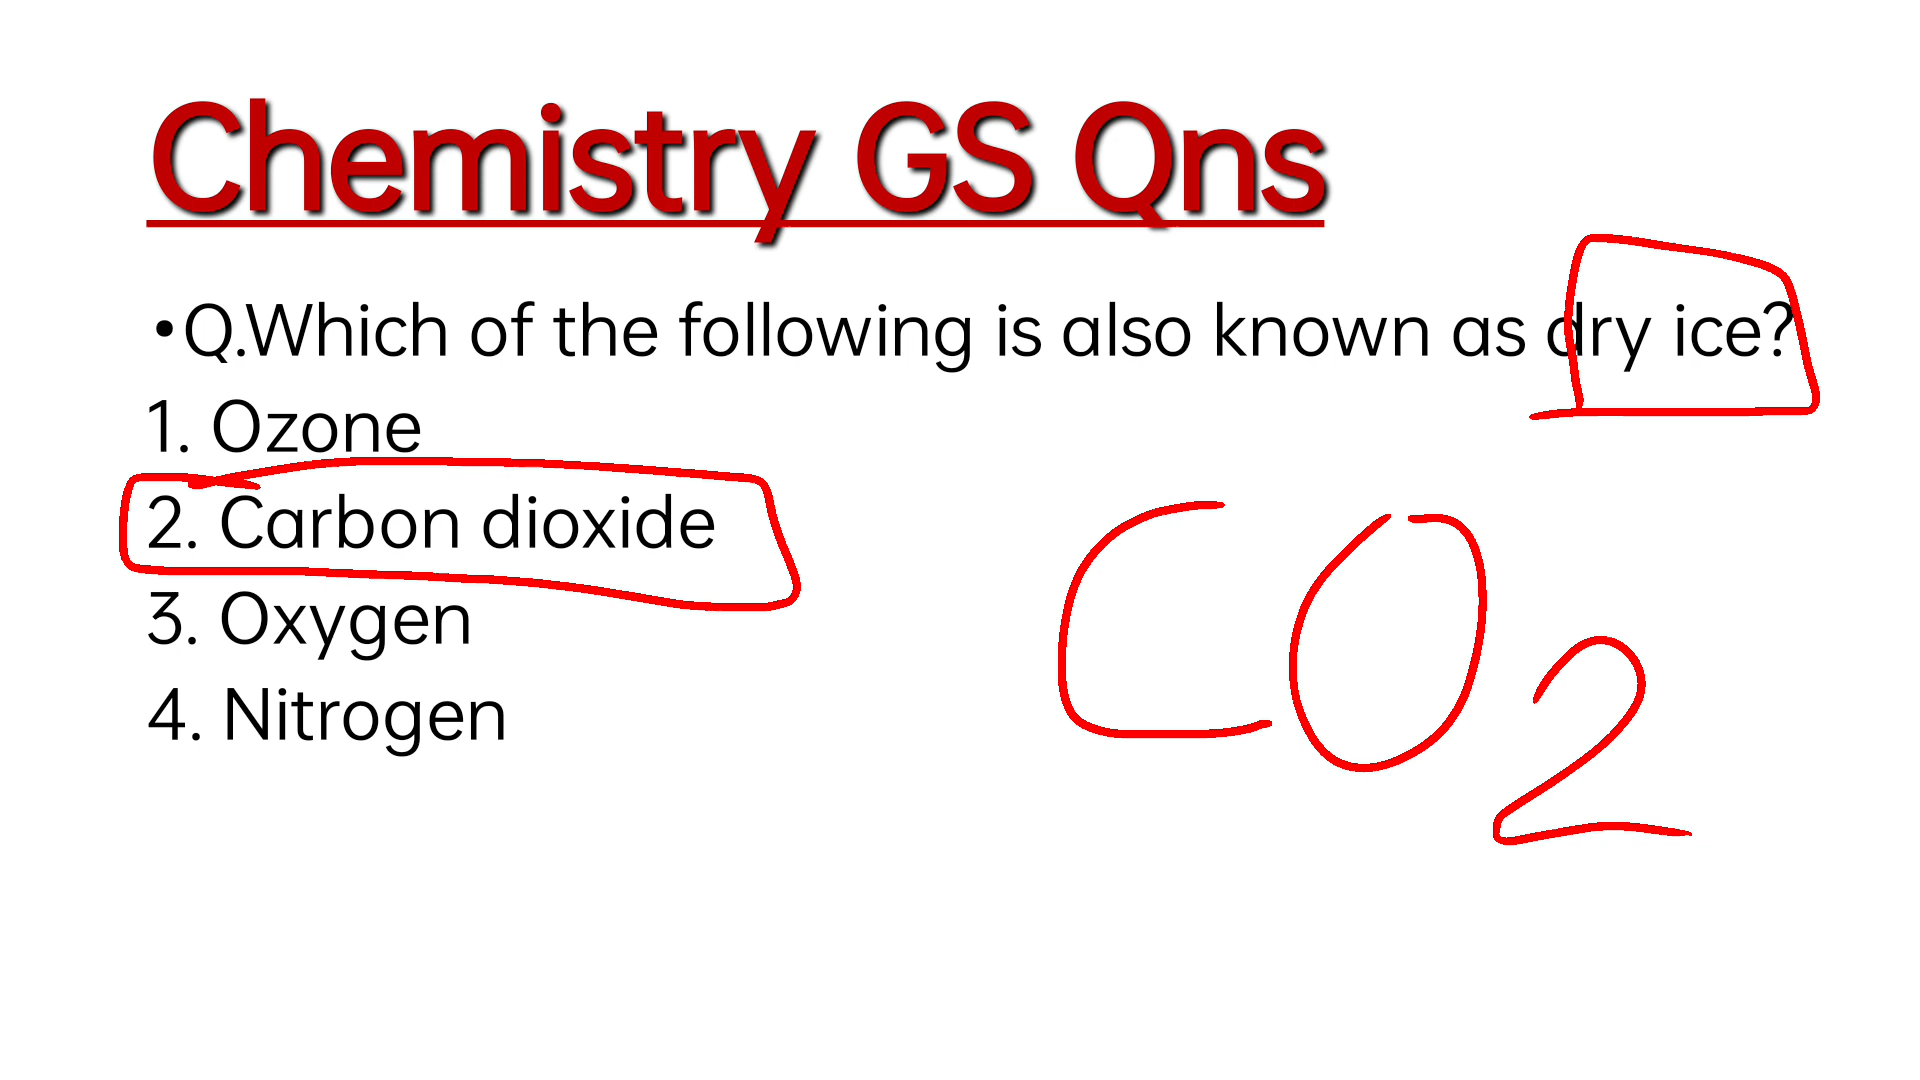 Chemistry GS Qns
•Q.Which of the following is also known as dry ice?
1. Ozone
2. Carbon dioxide
3. Oxygen
4. Nitrogen
CO2